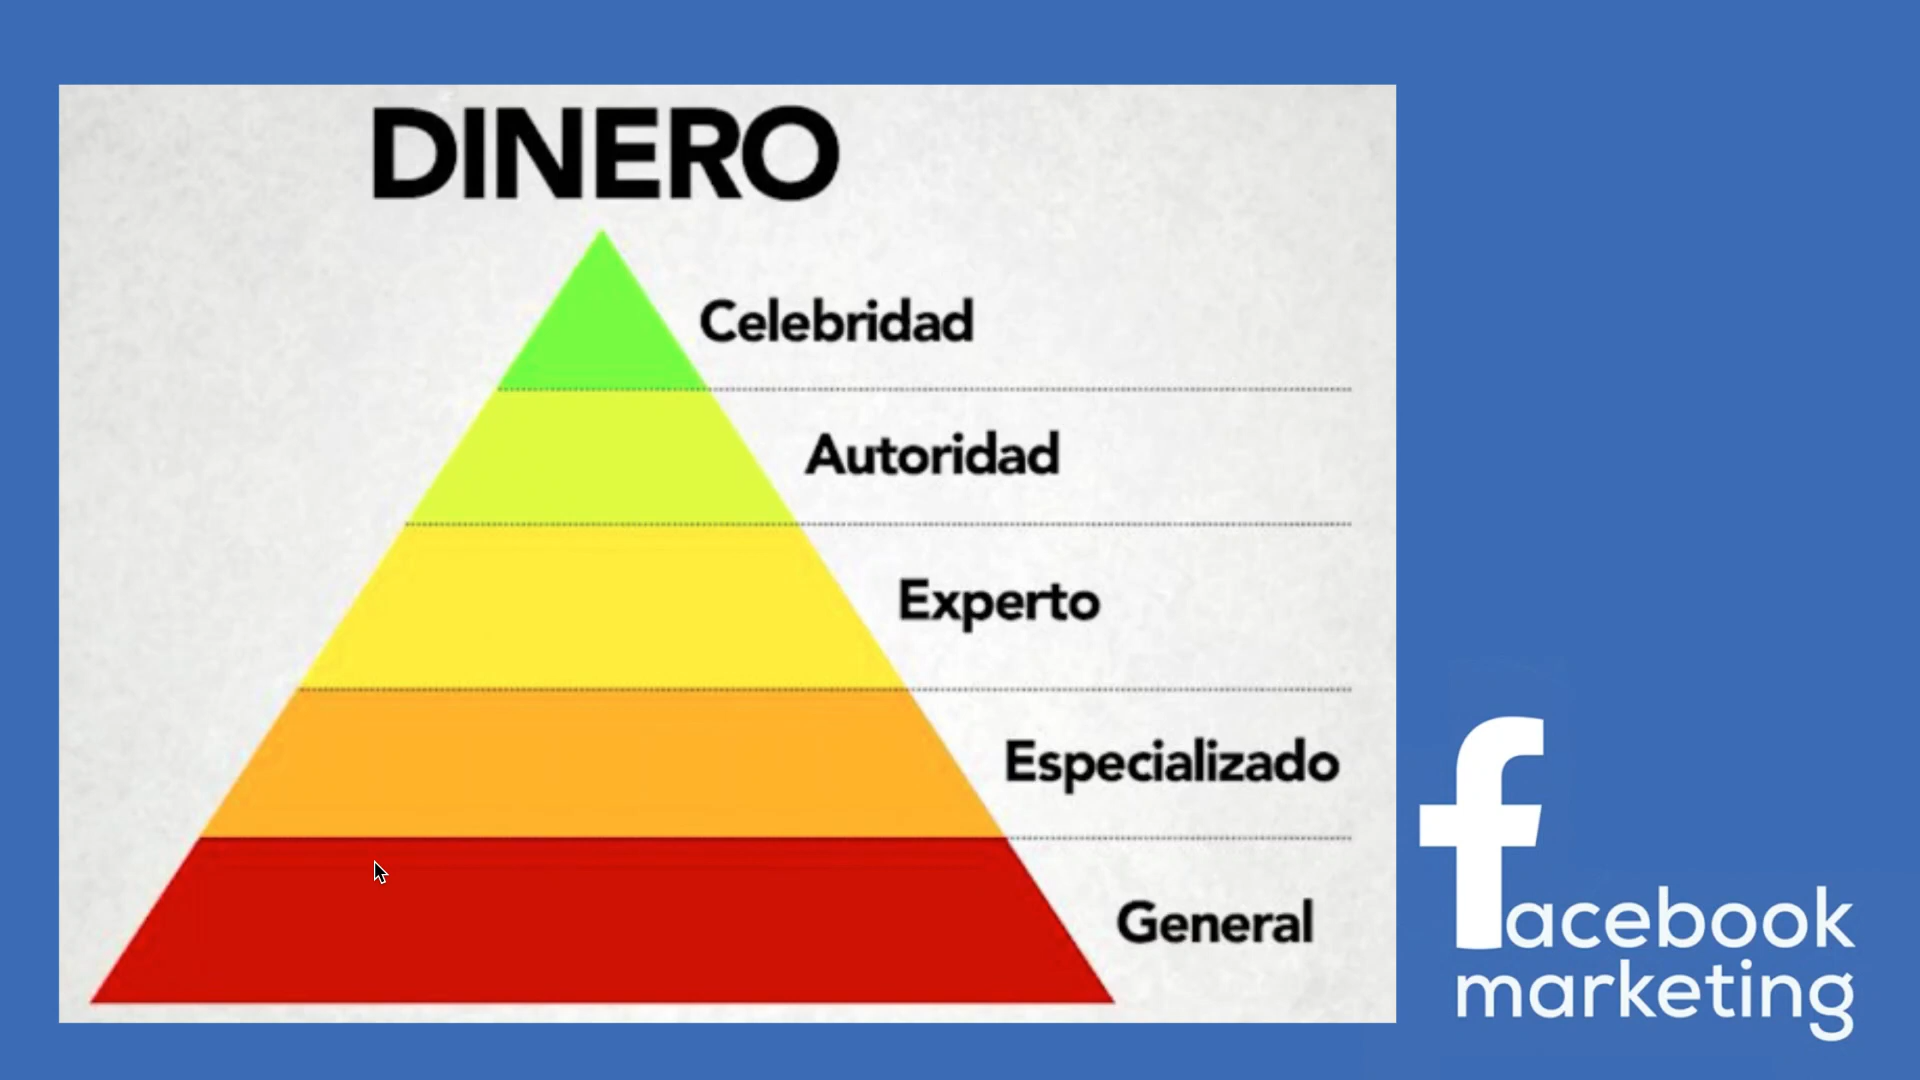 DINERO
Celebridad
Autoridad
Experto
Especializado
General
facebook
marketing